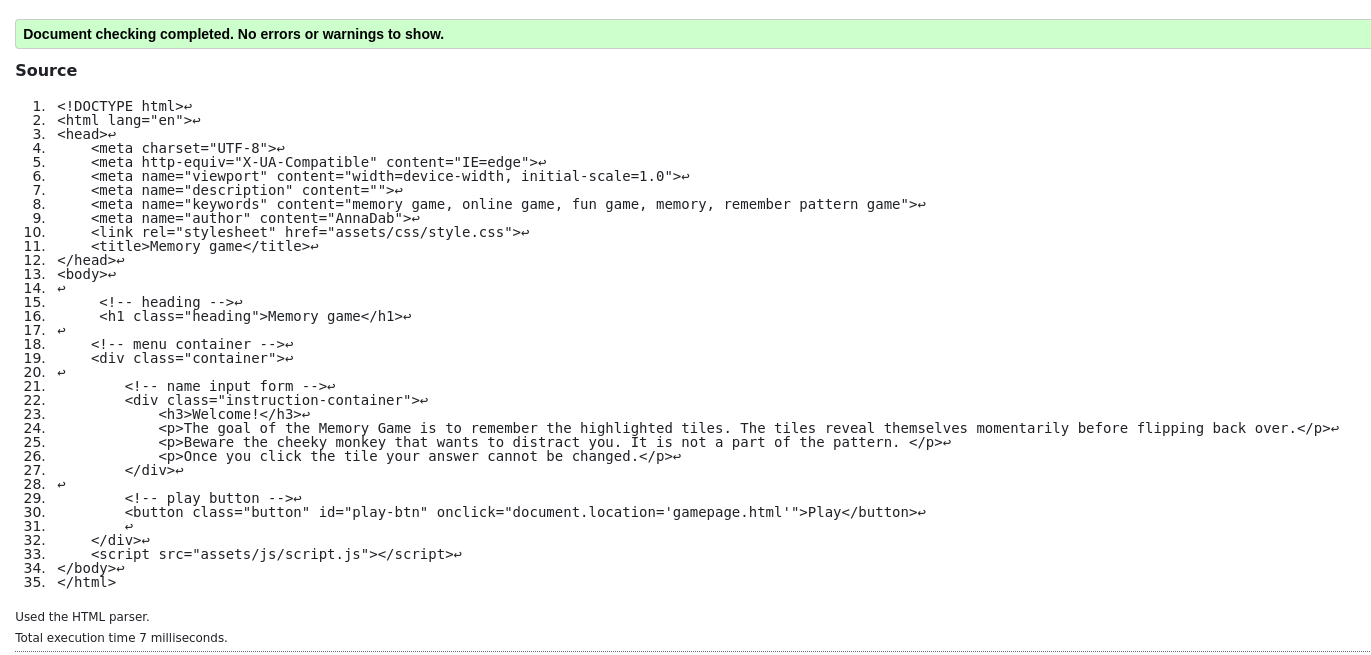 Document checking completed. No errors or warnings to show.
Source
1. <!DOCTYPE html>↩
2. <html lang="en">↩
3. <head>↩
4.     <meta charset="UTF-8">↩
5.     <meta http-equiv="X-UA-Compatible" content="IE=edge">↩
6.     <meta name="viewport" content="width=device-width, initial-scale=1.0">↩
7.     <meta name="description" content="">↩
8.     <meta name="keywords" content="memory game, online game, fun game, memory, remember pattern game">↩
9.     <meta name="author" content="AnnaDab">↩
10.     <link rel="stylesheet" href="assets/css/style.css">↩
11.     <title>Memory game</title>↩
12. </head>↩
13. <body>↩
14. ↩
15.      <!-- heading -->↩
16.      <h1 class="heading">Memory game</h1>↩
17. ↩
18.     <!-- menu container -->↩
19.     <div class="container">↩
20. ↩
21.         <!-- name input form -->↩
22.         <div class="instruction-container">↩
23.             <h3>Welcome!</h3>↩
24.             <p>The goal of the Memory Game is to remember the highlighted tiles. The tiles reveal themselves momentarily before flipping back over.</p>↩
25.             <p>Beware the cheeky monkey that wants to distract you. It is not a part of the pattern. </p>↩
26.             <p>Once you click the tile your answer cannot be changed.</p>↩
27.         </div>↩
28. ↩
29.         <!-- play button -->↩
30.         <button class="button" id="play-btn" onclick="document.location='gamepage.html'">Play</button>↩
31.         ↩
32.     </div>↩
33.     <script src="assets/js/script.js"></script>↩
34. </body>↩
35. </html>
Used the HTML parser.
Total execution time 7 milliseconds.